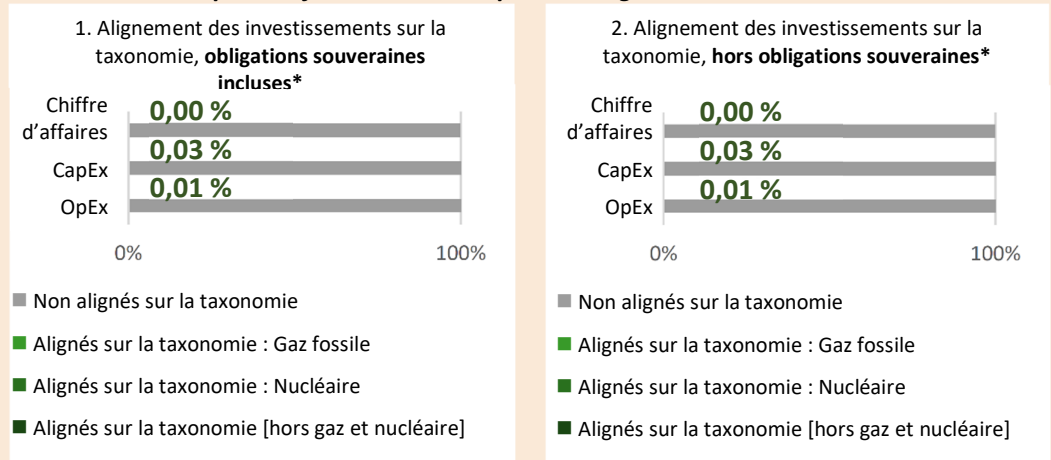 1. Alignement des investissements sur la
taxonomie, obligations souveraines
incluses*
Chiffre
d'affaires
0,00 %
CapEx
0,03 %
OpEx
0,01 %
0%
100%
Non alignés sur la taxonomie
Alignés sur la taxonomie : Gaz fossile
Alignés sur la taxonomie : Nucléaire
Alignés sur la taxonomie [hors gaz et nucléaire]
2. Alignement des investissements sur la
taxonomie, hors obligations souveraines*
Chiffre
d'affaires
0,00 %
CapEx
0,03 %
OpEx
0,01 %
0%
100%
Non alignés sur la taxonomie
Alignés sur la taxonomie : Gaz fossile
Alignés sur la taxonomie : Nucléaire
Alignés sur la taxonomie [hors gaz et nucléaire]